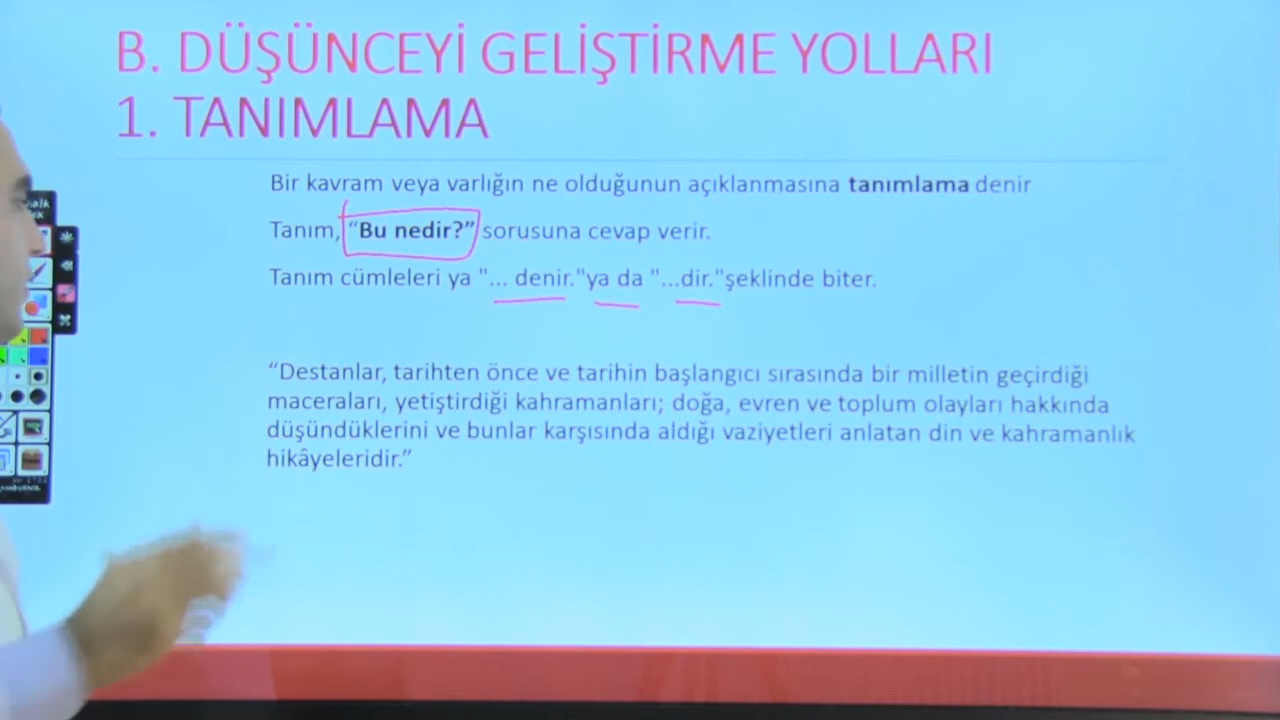 B. DÜŞÜNCEYİ GELİŞTİRME YOLLARI
1. TANIMLAMA
Bir kavram veya varlığın ne olduğunun açıklanmasına tanımlama denir
Tanım, “Bu nedir?” sorusuna cevap verir.
Tanım cümleleri ya "... denir."ya da "...dir."şeklinde biter.
“Destanlar, tarihten önce ve tarihin başlangıcı sırasında bir milletin geçirdiği
maceraları, yetiştirdiği kahramanları; doğa, evren ve toplum olayları hakkında
düşündüklerini ve bunlar karşısında aldığı vaziyetleri anlatan din ve kahramanlık
hikâyeleridir.”